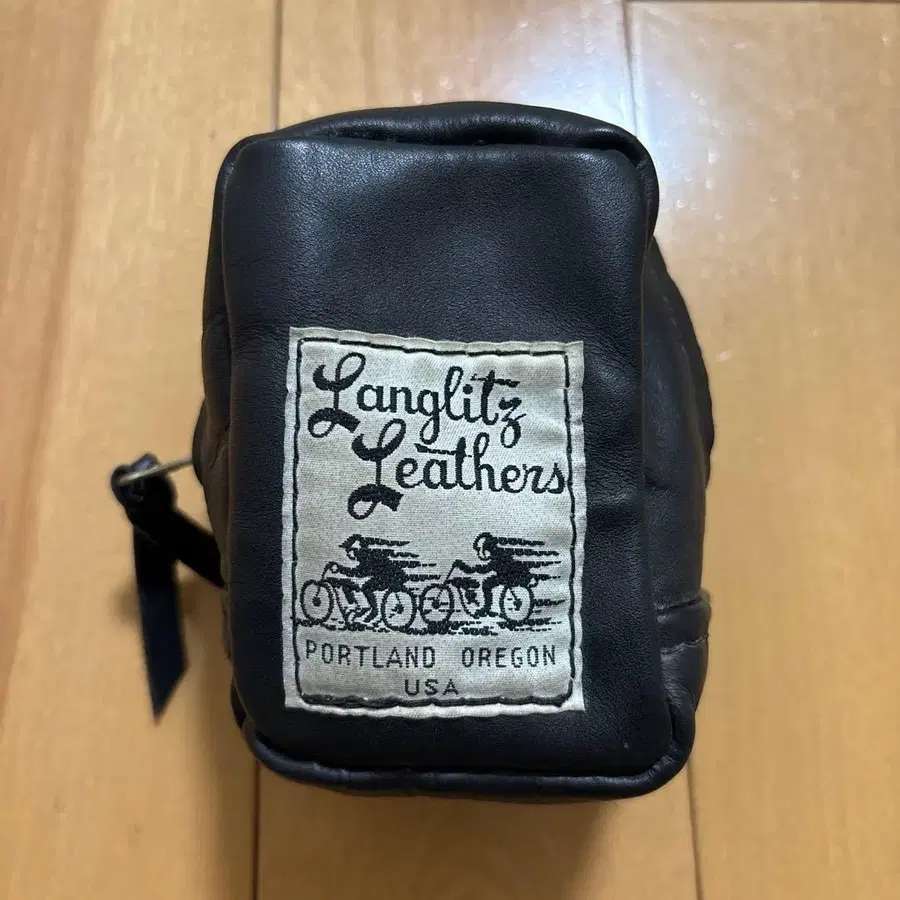 Langlitz
Leathers
PORTLAND OREGON
USA